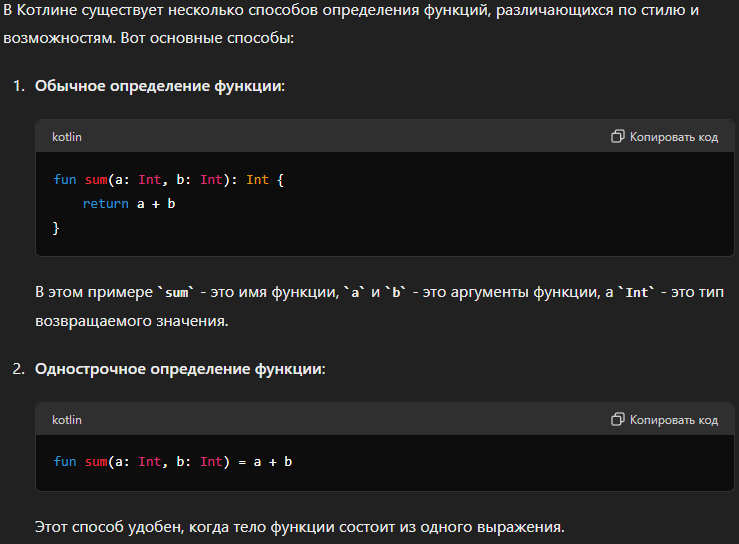 В Котлине существует несколько способов определения функций, различающихся по стилю и
возможностям. Вот основные способы:
1. Обычное определение функции:
kotlin Копировать код
fun sum(a: Int, b: Int): Int {
    return a + b
}
В этом примере `sum` - это имя функции, `a` и `b` - это аргументы функции, а `Int` - это тип
возвращаемого значения.
2. Однострочное определение функции:
kotlin Копировать код
fun sum(a: Int, b: Int) = a + b
Этот способ удобен, когда тело функции состоит из одного выражения.